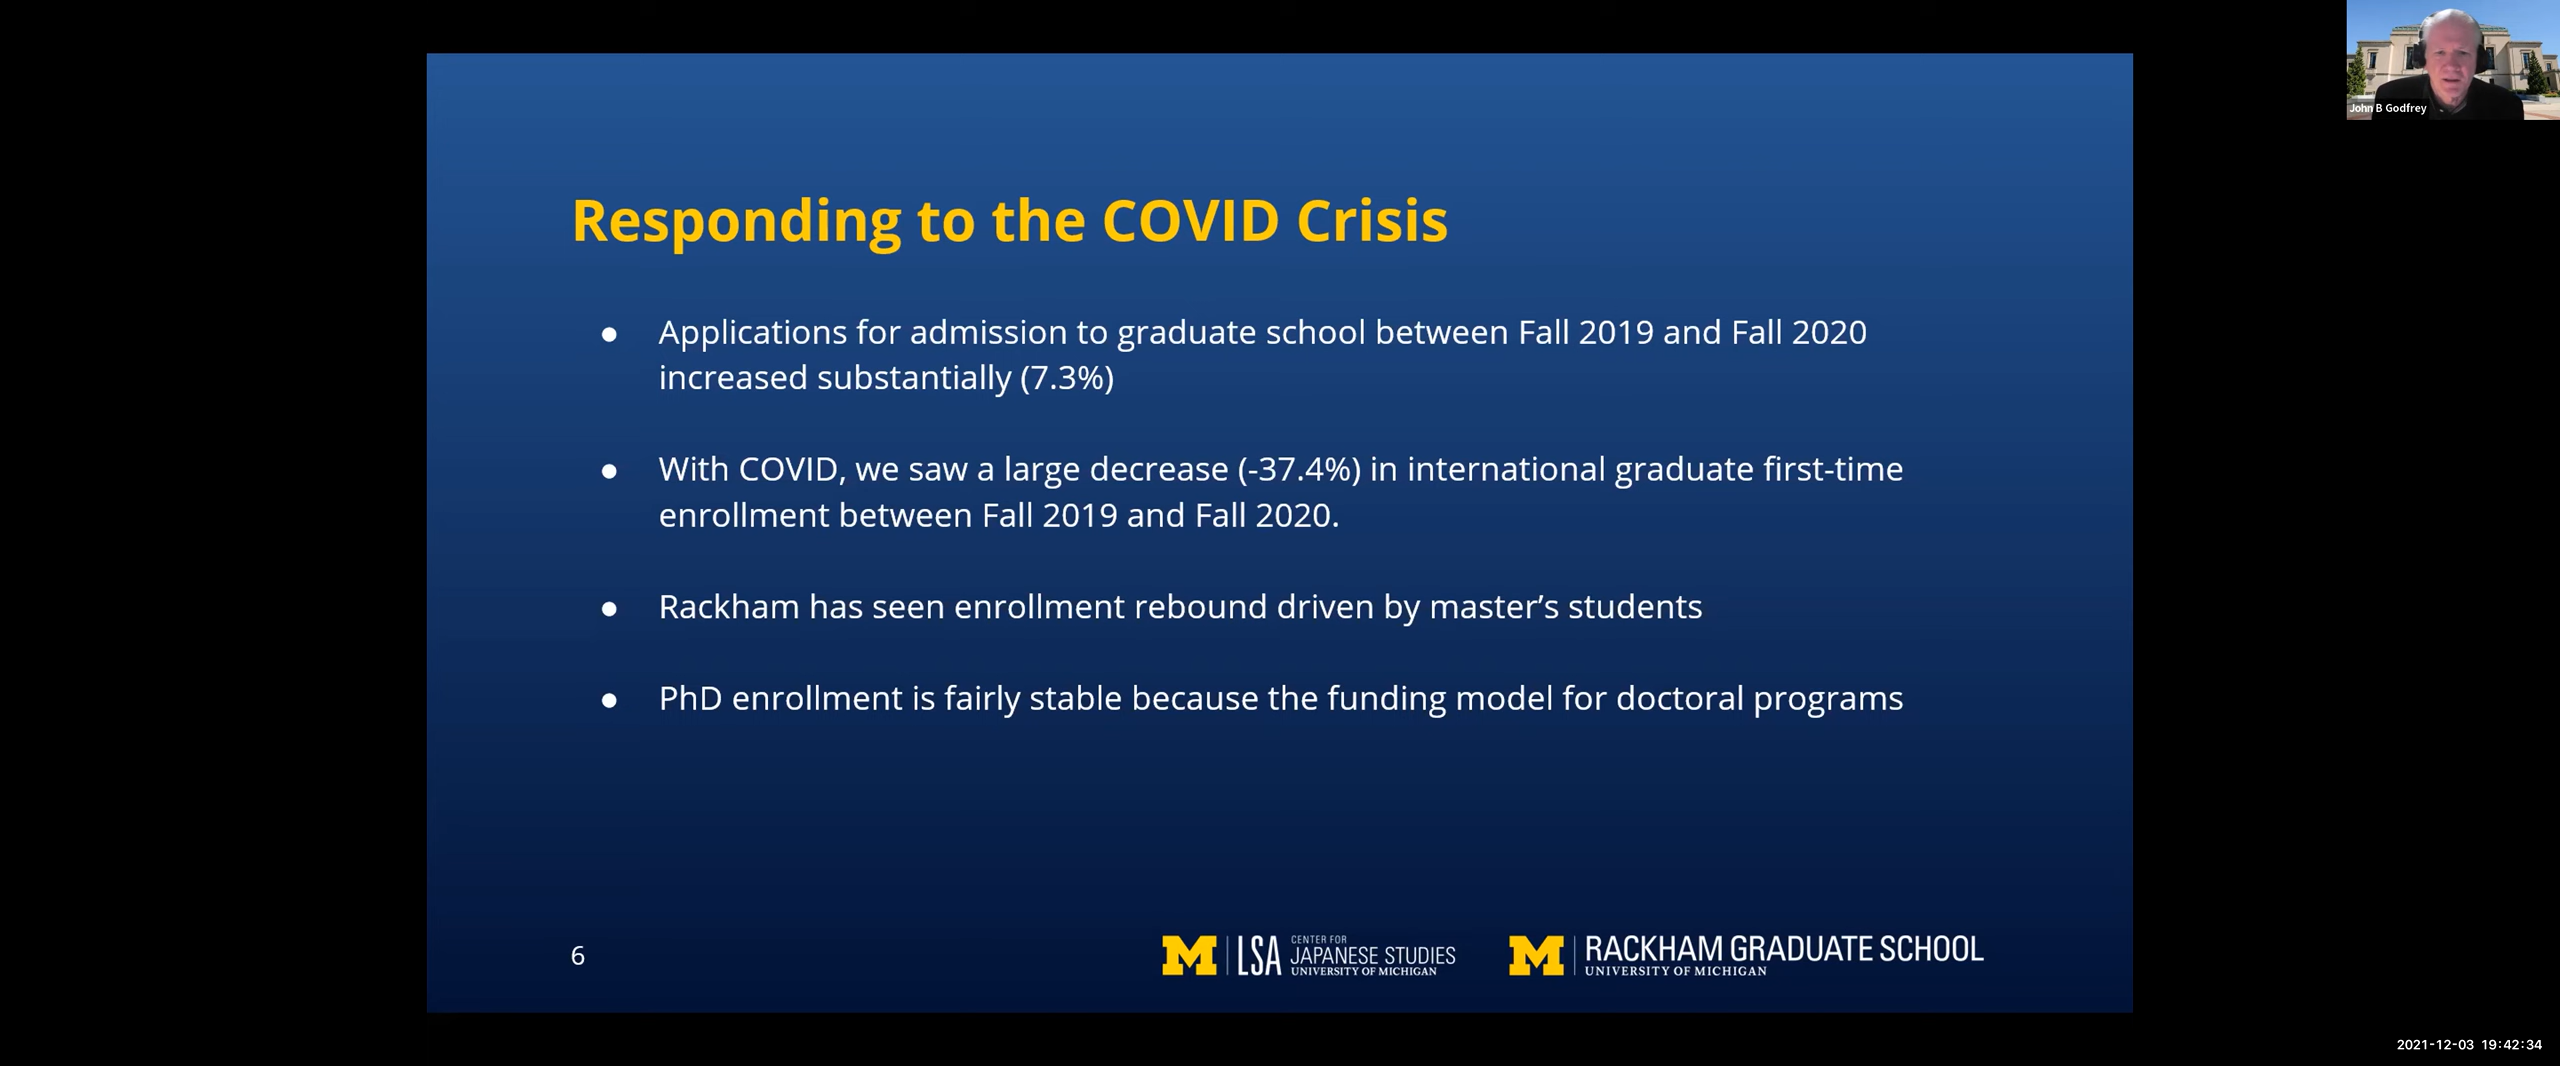 John B Godfrey
Responding to the COVID Crisis
● Applications for admission to graduate school between Fall 2019 and Fall 2020
increased substantially (7.3%)
● With COVID, we saw a large decrease (-37.4%) in international graduate first-time
enrollment between Fall 2019 and Fall 2020.
● Rackham has seen enrollment rebound driven by master’s students
● PhD enrollment is fairly stable because the funding model for doctoral programs
6
M LSA CENTER FOR
JAPANESE STUDIES
UNIVERSITY OF MICHIGAN
M RACKHAM GRADUATE SCHOOL
UNIVERSITY OF MICHIGAN
2021-12-03 19:42:34